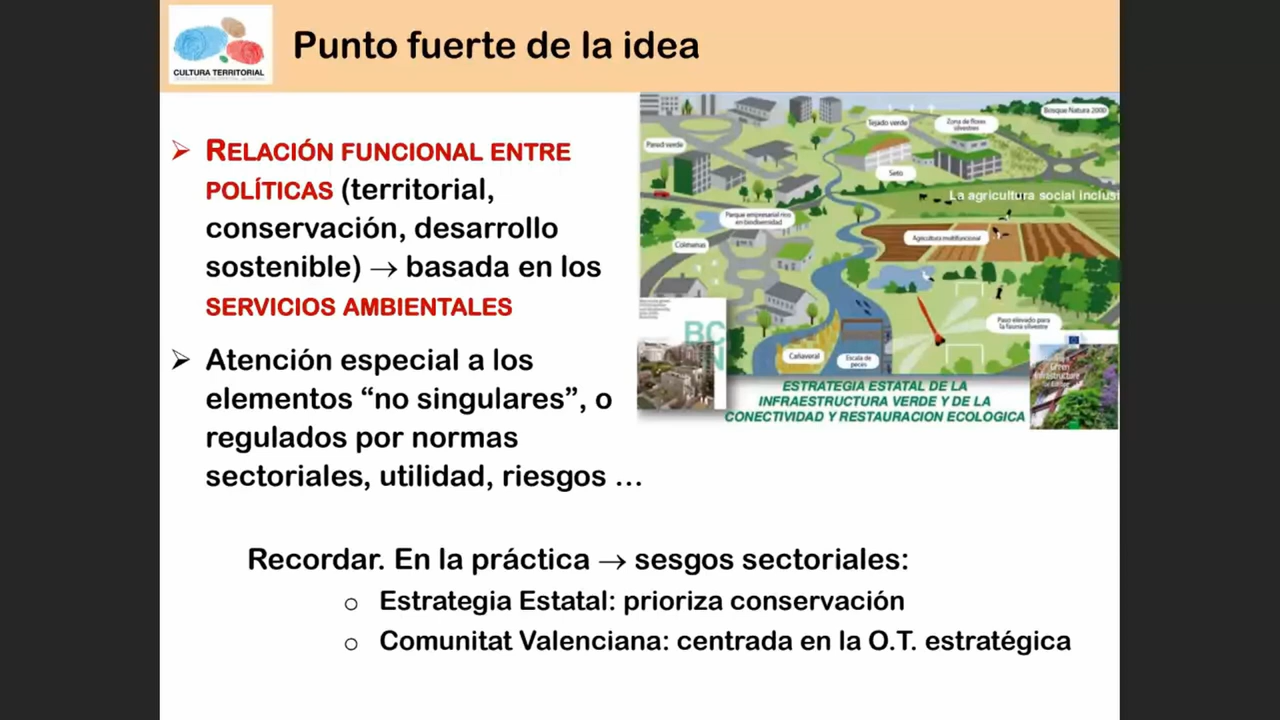 CULTURA TERRITORIAL
Punto fuerte de la idea
RELACIÓN FUNCIONAL ENTRE
POLÍTICAS (territorial,
conservación, desarrollo
sostenible) → basada en los
SERVICIOS AMBIENTALES
Atención especial a los
elementos “no singulares”, o
regulados por normas
sectoriales, utilidad, riesgos …
Bosque Natura 2000
Tejado verde
Zona de flores
silvestres
Pared verde
Seto
La agricultura social inclusi
Parque empresarial rico
en biodiversidad
Agricultura multifuncional
Colmenas
Paso elevado para
la fauna silvestre
Cañaveral
Escala de
peces
BC
N
Green
Infrastructure
ESTRATEGIA ESTATAL DE LA
INFRAESTRUCTURA VERDE Y DE LA
CONECTIVIDAD Y RESTAURACION ECOLOGICA
Recordar. En la práctica → sesgos sectoriales:
Estrategia Estatal: prioriza conservación
Comunitat Valenciana: centrada en la O.T. estratégica